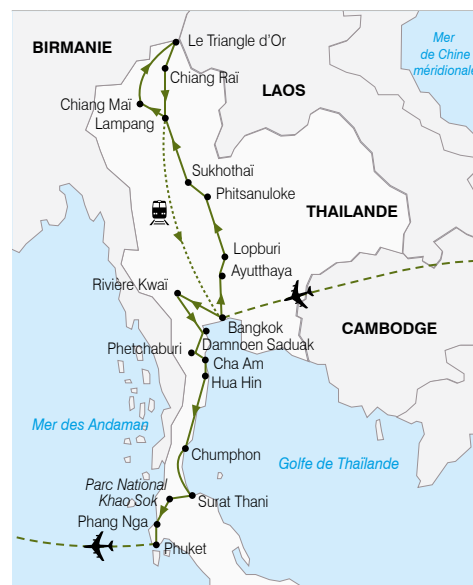 Le Triangle d'Or
BIRMANIE
Mer
de Chine
méridionale
Chiang Raï
LAOS
Chiang Maï
Lampang
Sukhothaï
Phitsanuloke
THAILANDE
Lopburi
Ayutthaya
Rivière Kwaï
Bangkok
CAMBODGE
Damnoen Saduak
Phetchaburi
Cha Am
Hua Hin
Mer des Andaman
Chumphon
Golfe de Thaïlande
Parc National
Khao Sok
Surat Thani
Phang Nga
Phuket